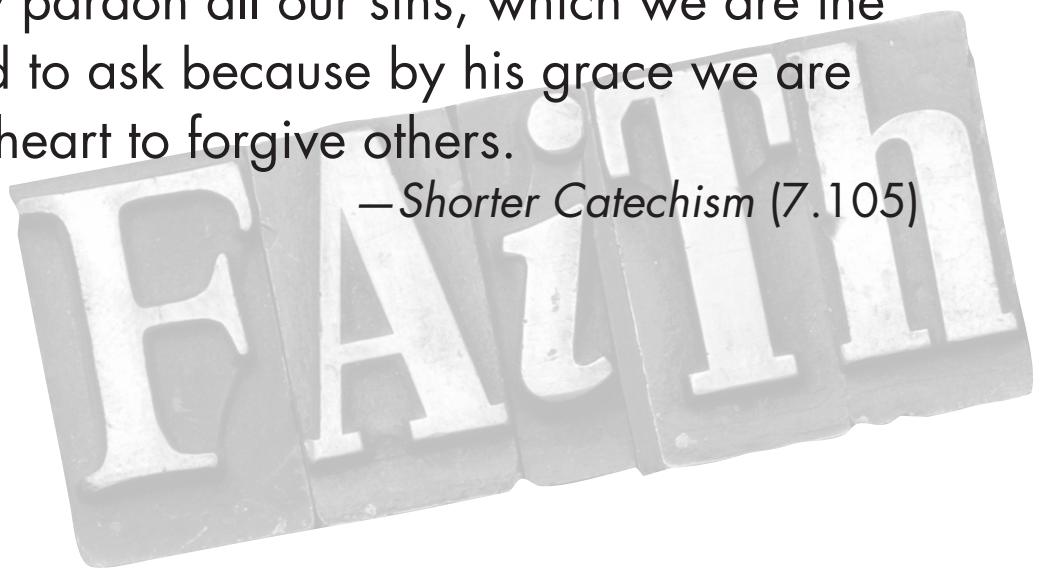 pardon all our sins, which we are the
to ask because by his grace we are
heart to forgive others.
—Shorter Catechism (7.105)
FAiTh